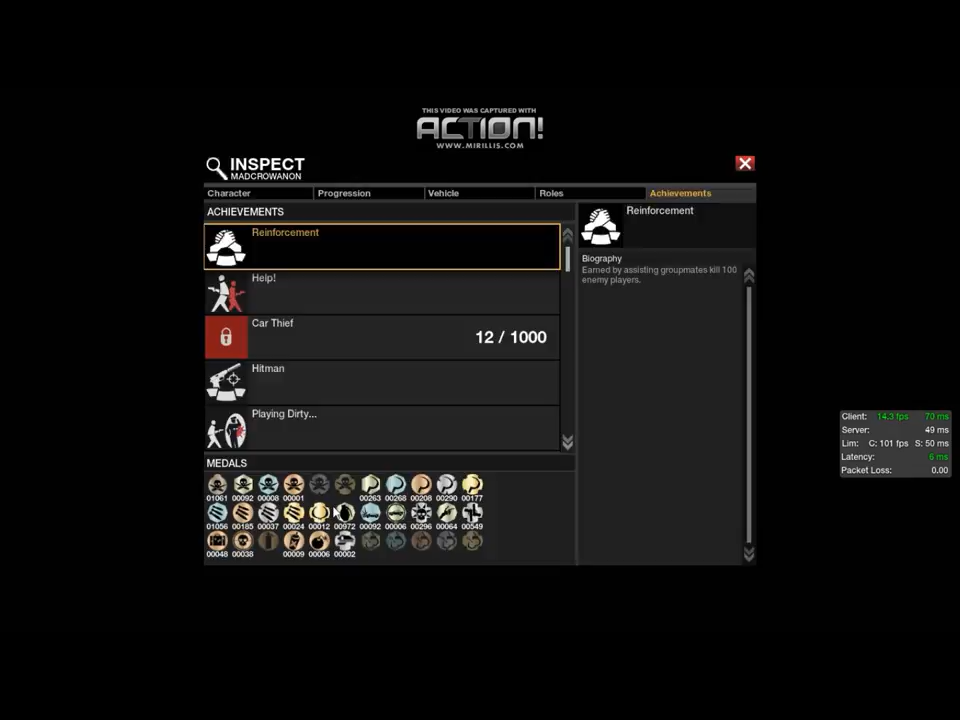 THIS VIDEO WAS CAPTURED WITH
ACTION!
WWW.MIRILLIS.COM
INSPECT
MADCROWANON
Character Progression Vehicle Roles Achievements
ACHIEVEMENTS
Reinforcement
Help!
Car Thief
12 / 1000
Hitman
Playing Dirty...
Reinforcement
Biography
Earned by assisting groupmates kill 100
enemy players.
Client: 14.3 fps 70 ms
Server: 49 ms
Lim: C: 101 fps S: 50 ms
Latency: 6 ms
Packet Loss: 0.00
MEDALS
01061 00092 00008 00001 00263 00268 00208 00290 00177
01056 00185 00037 00024 00012 00972 00092 00006 00296 00064 00549
00048 00038 00009 00006 00002